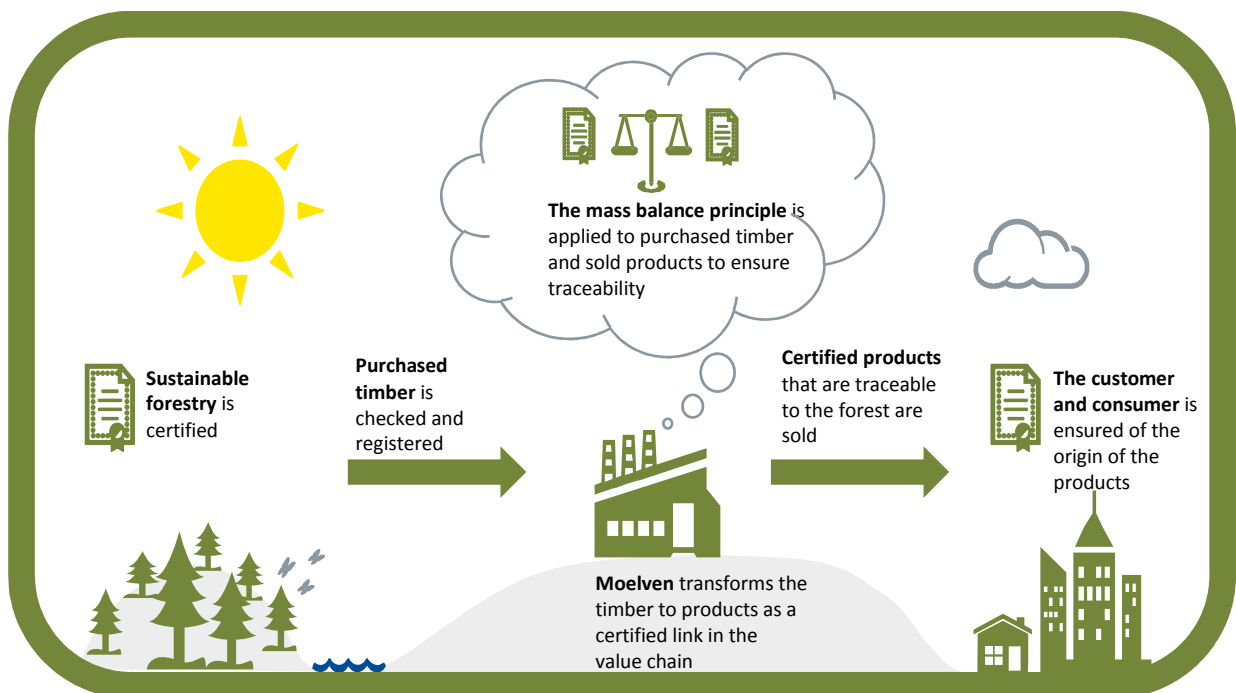 The mass balance principle is
applied to purchased timber
and sold products to ensure
traceability
Sustainable
forestry is
certified
Purchased
timber is
checked and
registered
Certified products
that are traceable
to the forest are
sold
The customer
and consumer is
ensured of the
origin of the
products
Moelven transforms the
timber to products as a
certified link in the
value chain